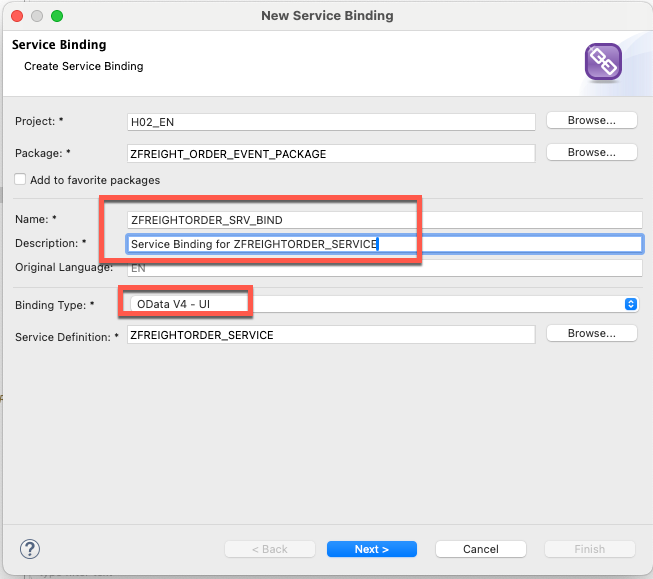 New Service Binding
Service Binding
Create Service Binding
Project: * H02_EN Browse...
Package: * ZFREIGHT_ORDER_EVENT_PACKAGE Browse...
Add to favorite packages
Name: * ZFREIGHTORDER_SRV_BIND
Description: * Service Binding for ZFREIGHTORDER_SERVICE
Original Language: EN
Binding Type: * OData V4 - UI
Service Definition: * ZFREIGHTORDER_SERVICE Browse...
? < Back Next > Cancel Finish